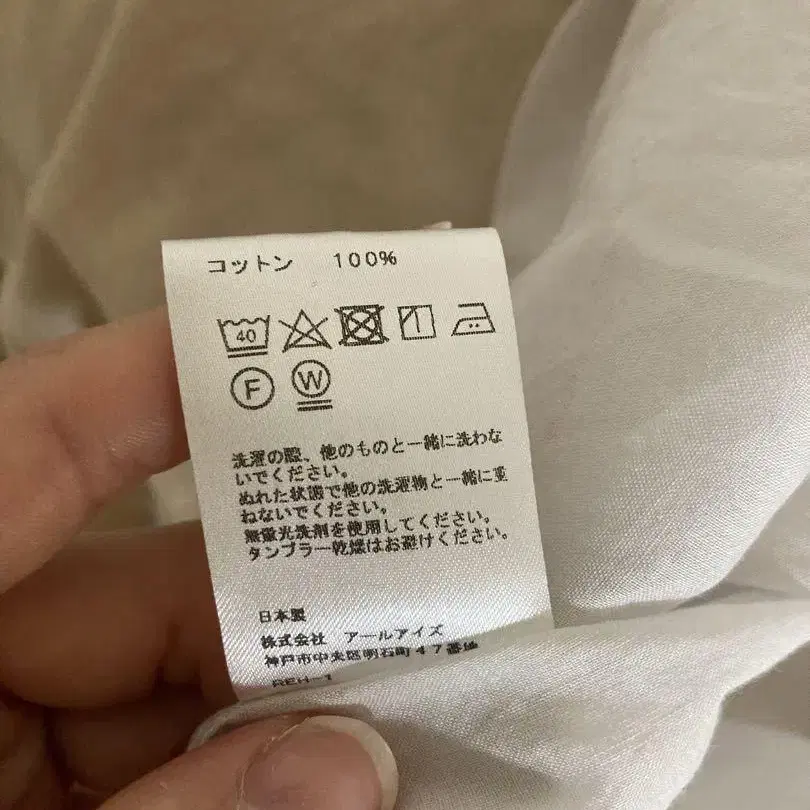 コットン 100%
40
F W
洗濯の際、他のものと一緒に洗わな
いでください。
ぬれた状態で他の洗濯物と一緒に重
ねないでください。
無蛍光洗剤を使用してください。
タンブラー乾燥はお避けください。
日本製
株式会社 アールアイズ
神戸市中央区明石町47番地
REH-1